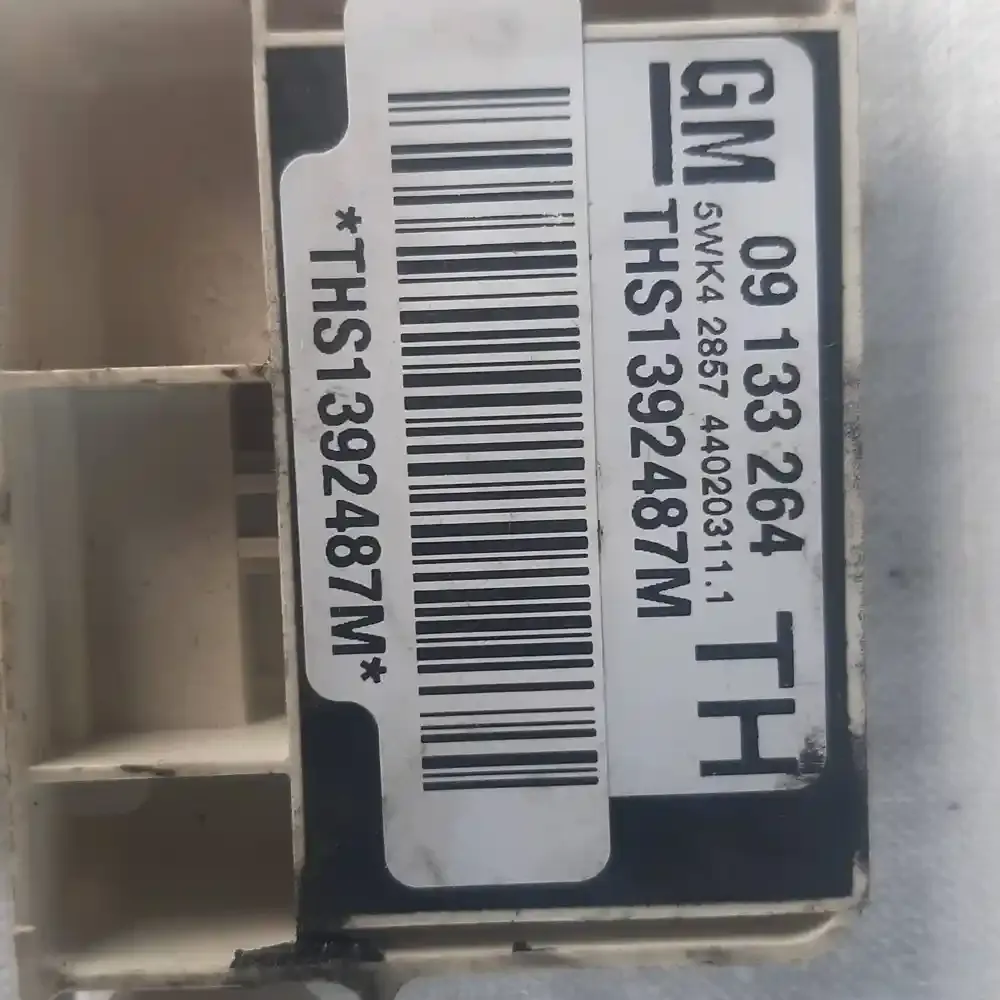 GM 09 133 264 TH
5WK4 2857 44020311.1
THS1392487M
*THS1392487M*